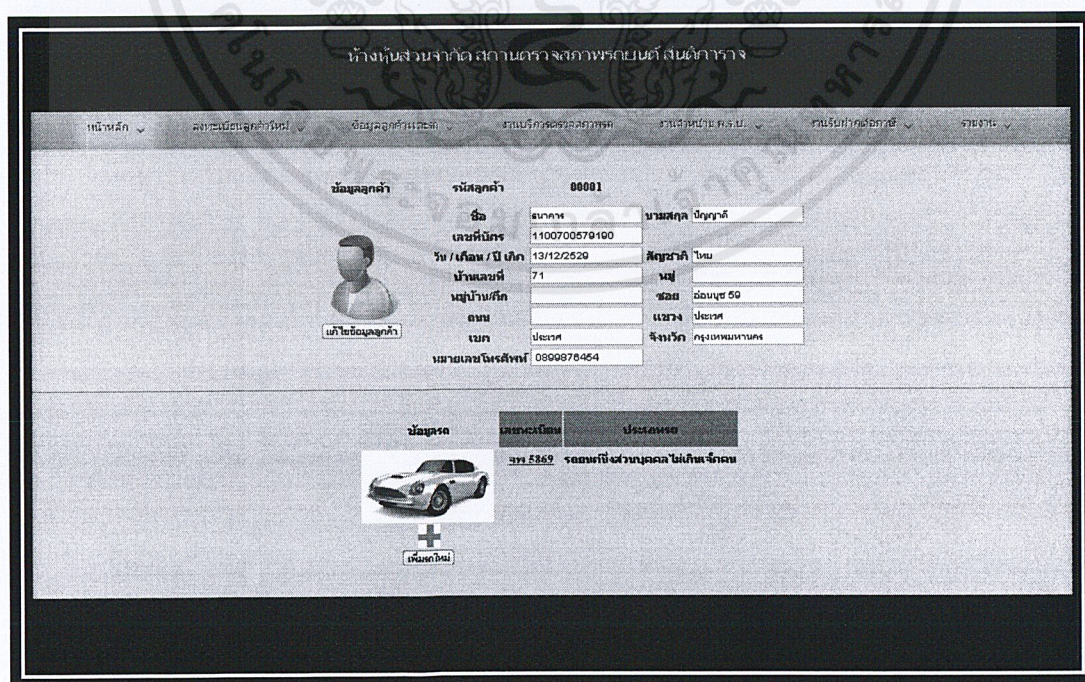 ห้างหุ้นส่วนจำกัด สถานตรวจสภาพรถยนต์ สันต์การาจ
หน้าหลัก ลงทะเบียนลูกค้าใหม่ ข้อมูลลูกค้าและรถ งานบริการตรวจสภาพรถ งานจำหน่าย พ.ร.บ. งานรับฝากต่อภาษี รายงาน
ข้อมูลลูกค้า รหัสลูกค้า 00001
ชื่อ ธนาคาร นามสกุล ปัญญาดี
เลขที่บัตร 1100700579190
วัน / เดือน / ปี เกิด 13/12/2529 สัญชาติ ไทย
บ้านเลขที่ 71 หมู่
หมู่บ้าน/ตึก ซอย อ่อนนุช 59
ถนน แขวง ประเวศ
แก้ไขข้อมูลลูกค้า
เขต ประเวศ จังหวัด กรุงเทพมหานคร
หมายเลขโทรศัพท์ 0899876454
ข้อมูลรถ เลขทะเบียน ประเภทรถ
5869 รถยนต์นั่งส่วนบุคคลไม่เกินเจ็ดคน
เพิ่มรถใหม่